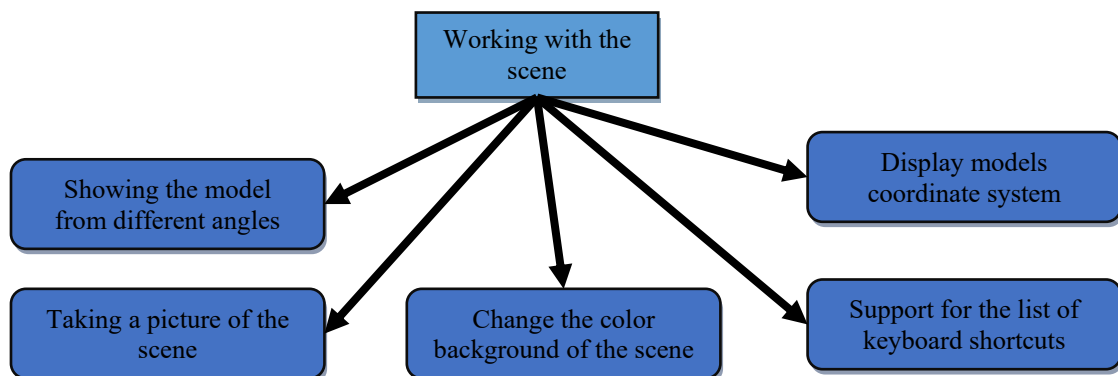 Working with the
scene
Showing the model
from different angles
Display models
coordinate system
Taking a picture of the
scene
Change the color
background of the scene
Support for the list of
keyboard shortcuts